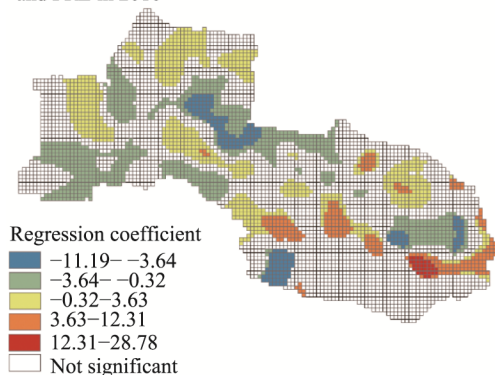 Regression coefficient
−11.19– −3.64
−3.64– −0.32
−0.32–3.63
3.63–12.31
12.31–28.78
Not significant